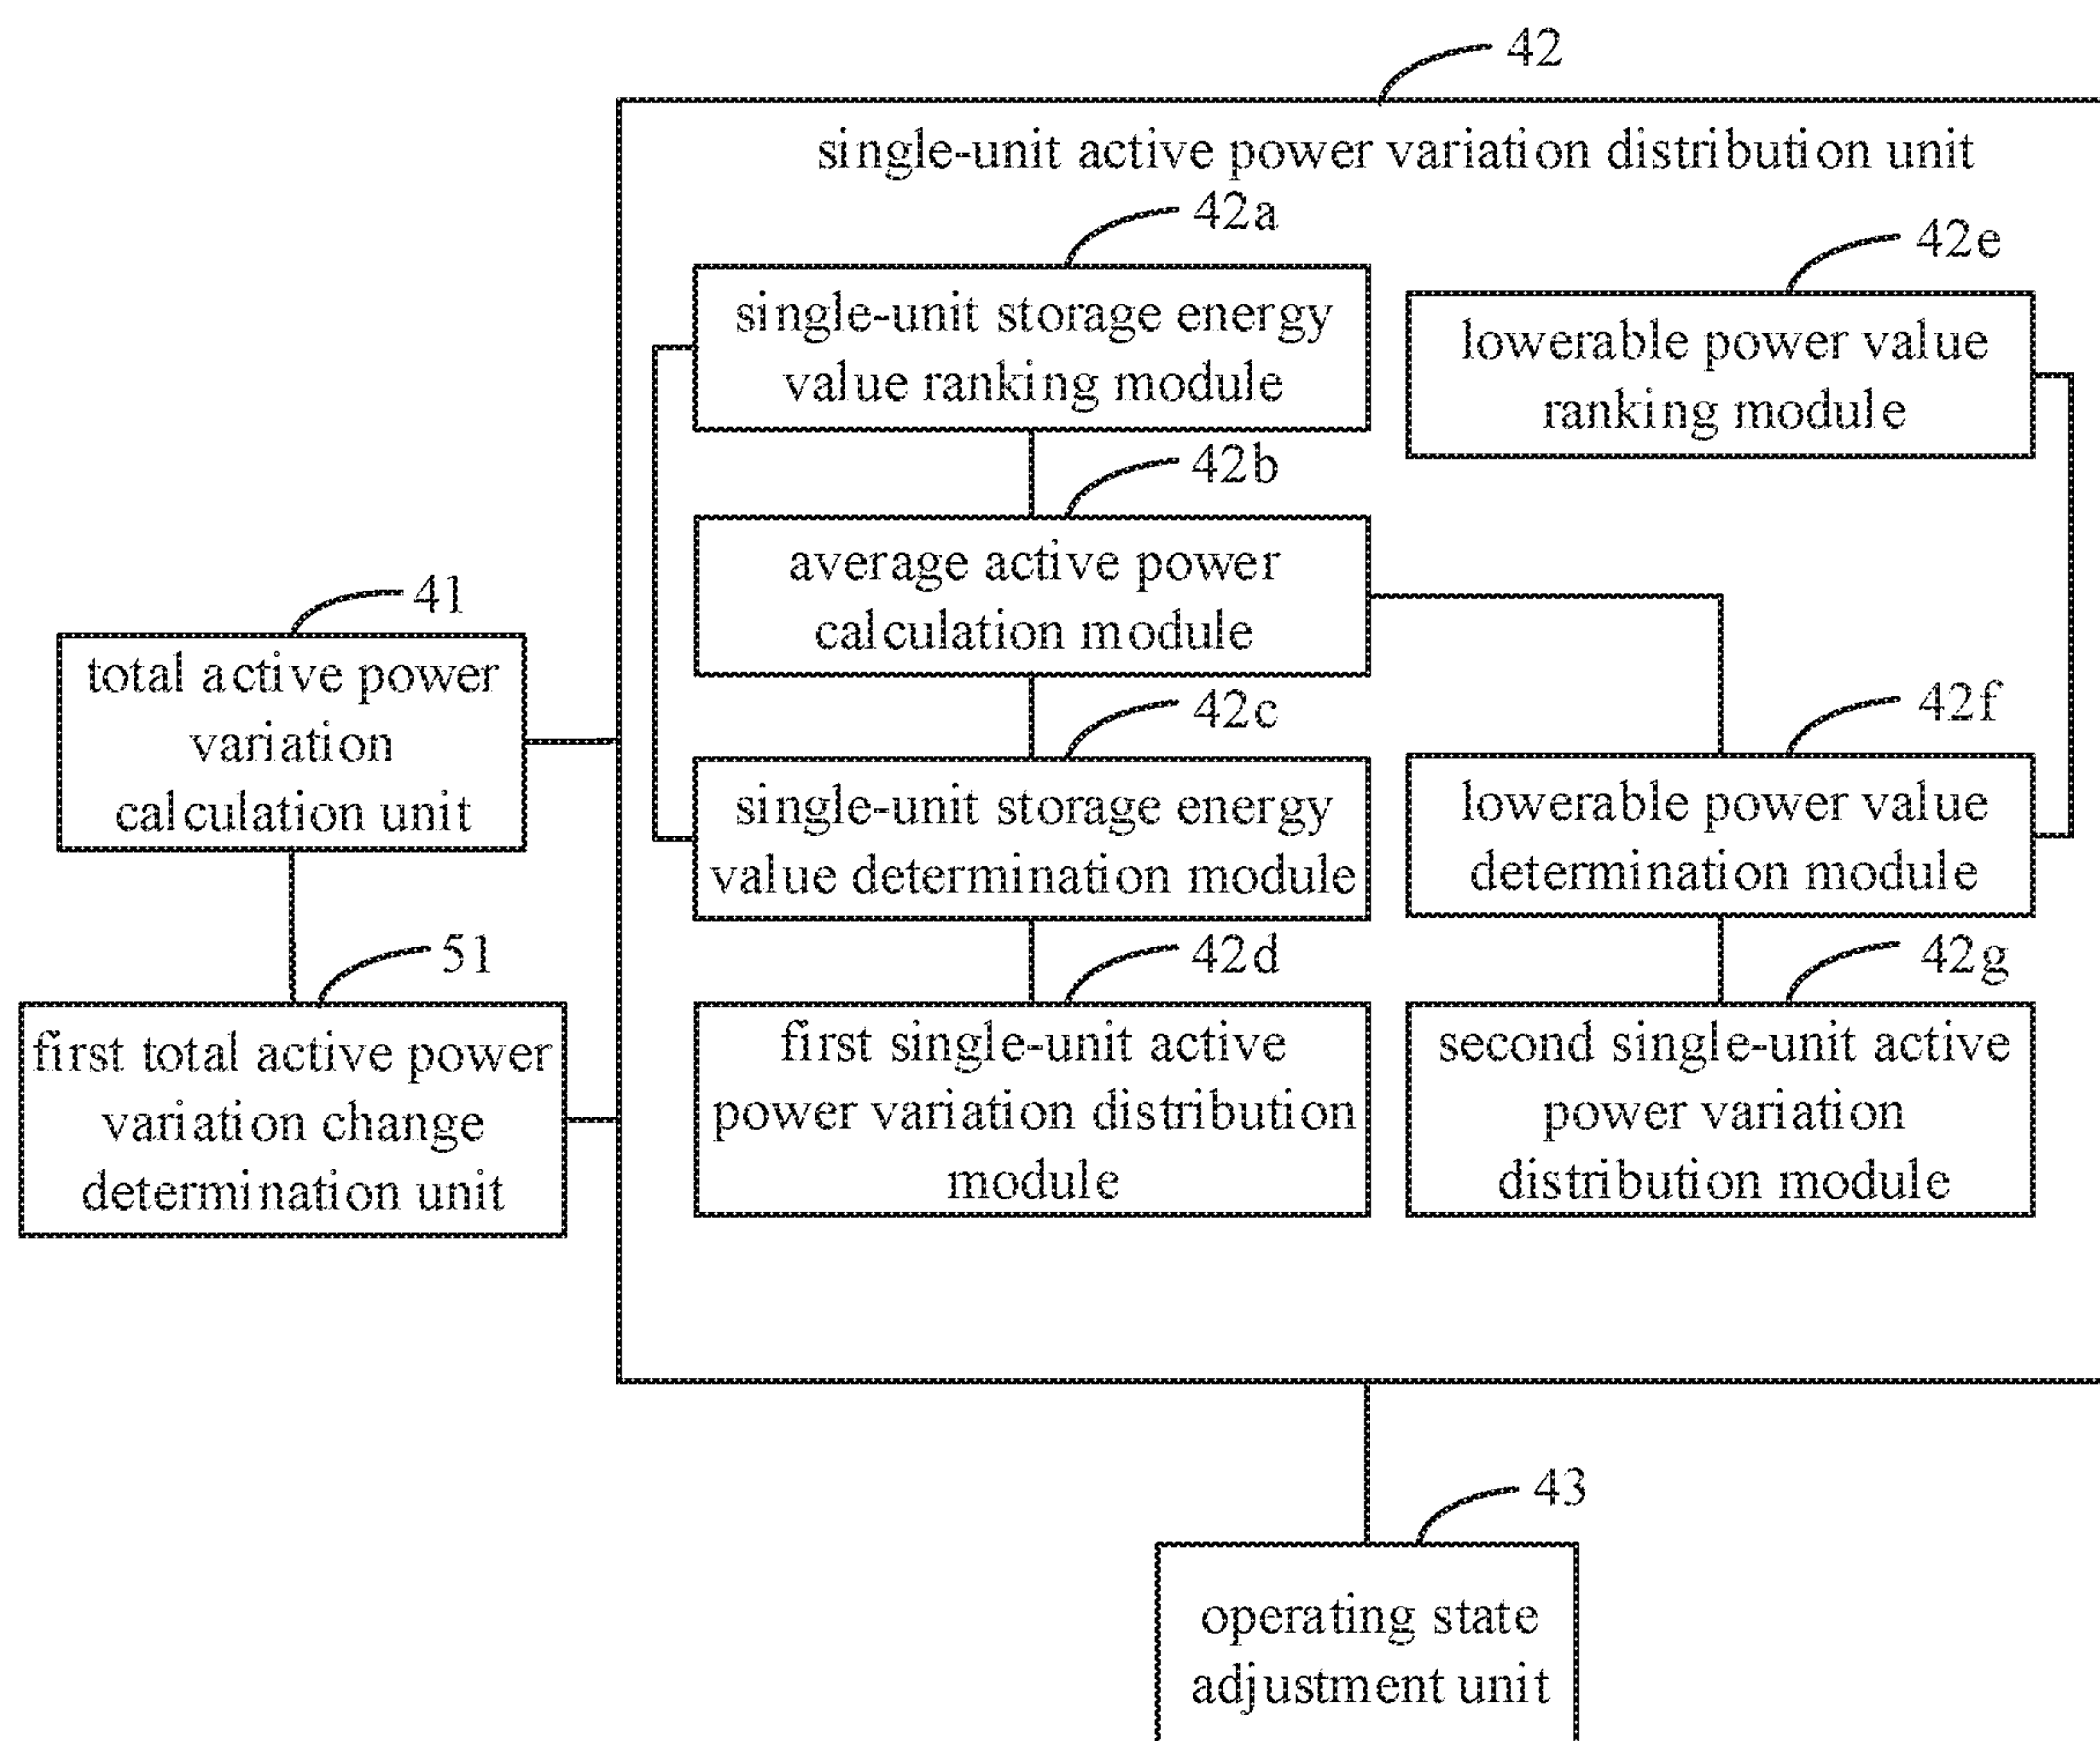 42
single-unit active power variation distribution unit
42a
single-unit storage energy
value ranking module
42e
lowerable power value
ranking module
42b
average active power
calculation module
41
total active power
variation
calculation unit
42c
single-unit storage energy
value determination module
42f
lowerable power value
determination module
51
first total active power
variation change
determination unit
42d
first single-unit active
power variation distribution
module
42g
second single-unit active
power variation
distribution module
43
operating state
adjustment unit